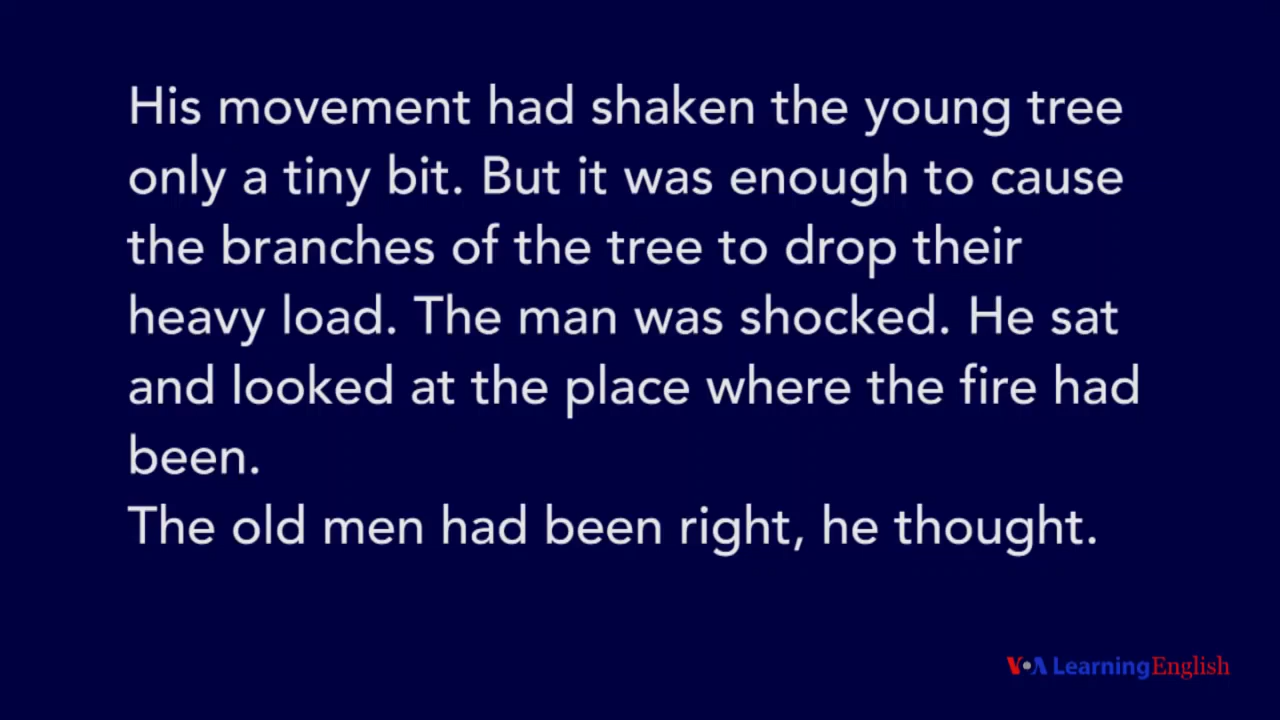 His movement had shaken the young tree
only a tiny bit. But it was enough to cause
the branches of the tree to drop their
heavy load. The man was shocked. He sat
and looked at the place where the fire had
been.
The old men had been right, he thought.
VOA Learning English